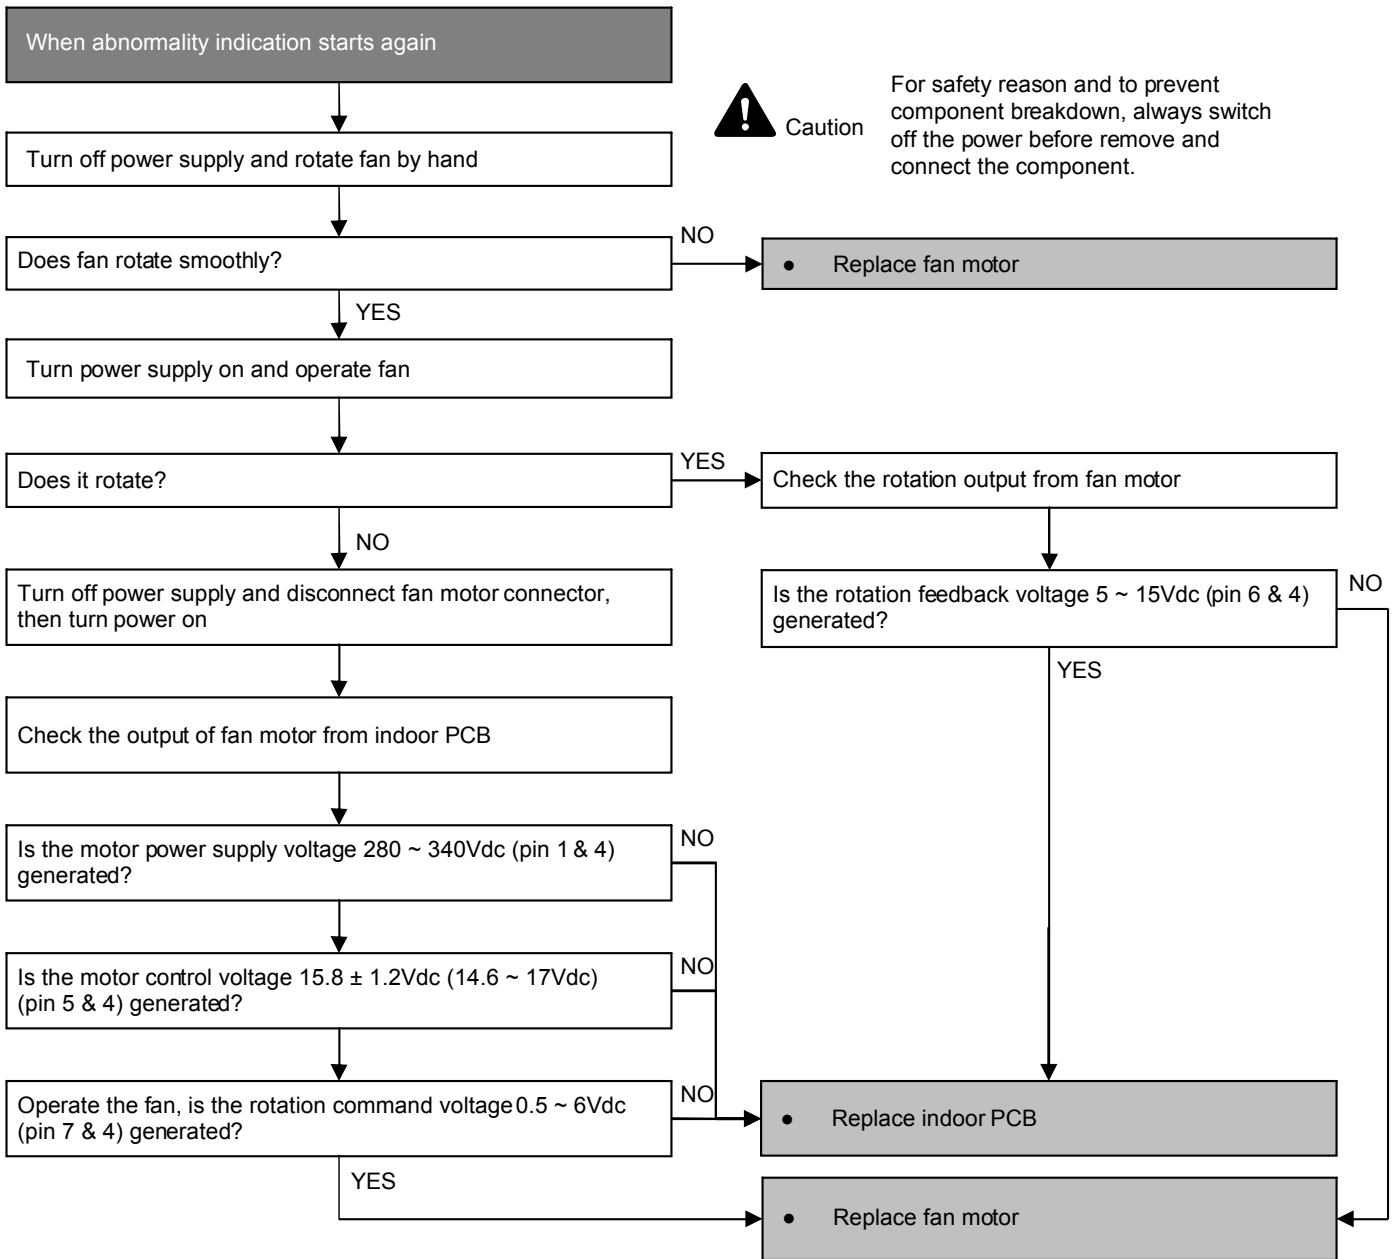 When abnormality indication starts again
Caution
For safety reason and to prevent
component breakdown, always switch
off the power before remove and
connect the component.
Turn off power supply and rotate fan by hand
Does fan rotate smoothly?
NO
● Replace fan motor
YES
Turn power supply on and operate fan
Does it rotate?
YES
Check the rotation output from fan motor
NO
Turn off power supply and disconnect fan motor connector,
then turn power on
Is the rotation feedback voltage 5 ~ 15Vdc (pin 6 & 4)
generated?
NO
YES
Check the output of fan motor from indoor PCB
Is the motor power supply voltage 280 ~ 340Vdc (pin 1 & 4)
generated?
NO
Is the motor control voltage 15.8 ± 1.2Vdc (14.6 ~ 17Vdc)
(pin 5 & 4) generated?
NO
Operate the fan, is the rotation command voltage 0.5 ~ 6Vdc
(pin 7 & 4) generated?
NO
● Replace indoor PCB
YES
● Replace fan motor